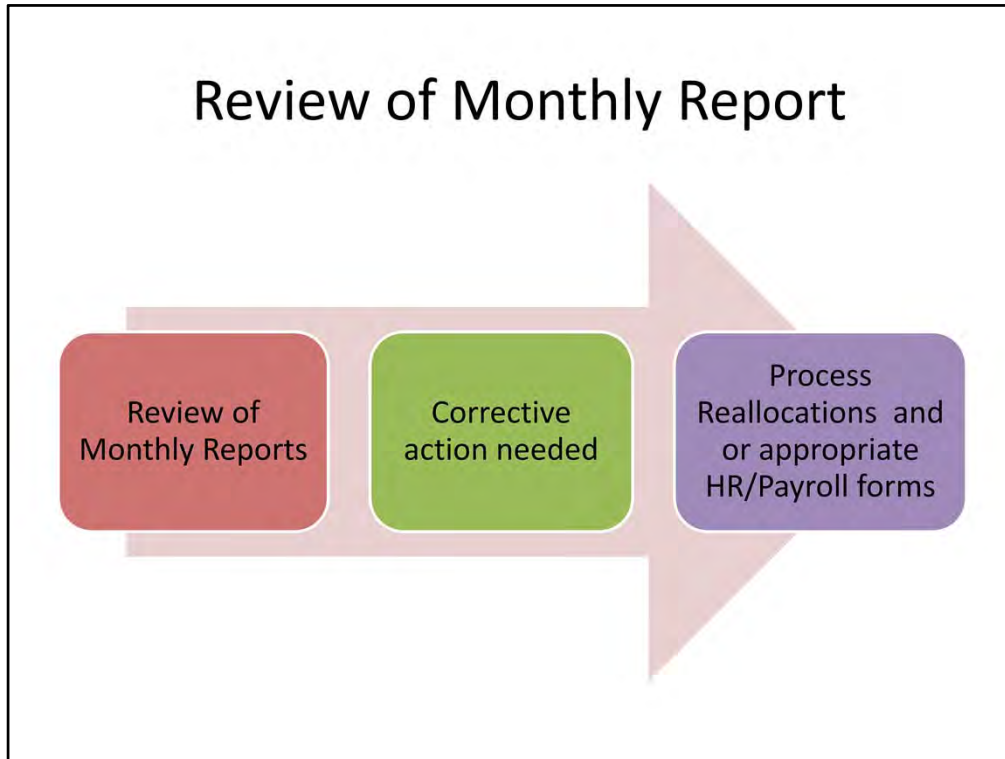 Review of Monthly Report
Review of
Monthly Reports
Corrective
action needed
Process
Reallocations and
or appropriate
HR/Payroll forms